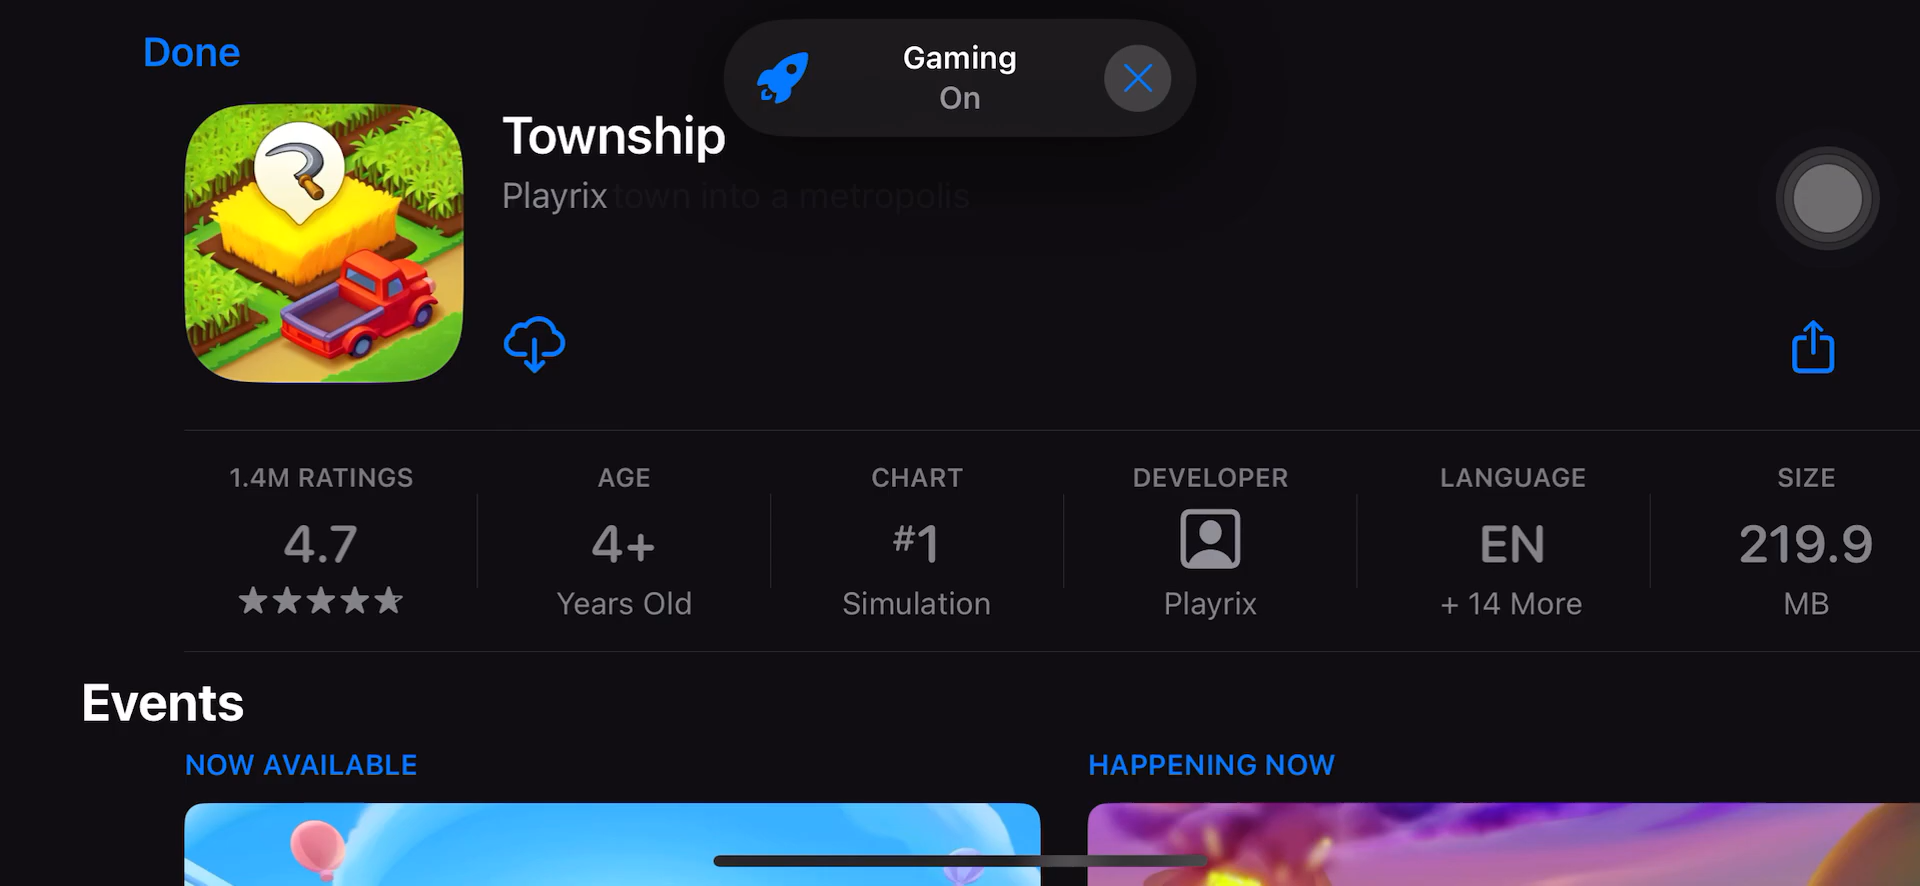 Done
Gaming
On
Township
Playrix town into a metropolis
1.4M RATINGS
4.7
AGE
4+
Years Old
CHART
#1
Simulation
DEVELOPER
Playrix
LANGUAGE
EN
+ 14 More
SIZE
219.9
MB
Events
NOW AVAILABLE
HAPPENING NOW